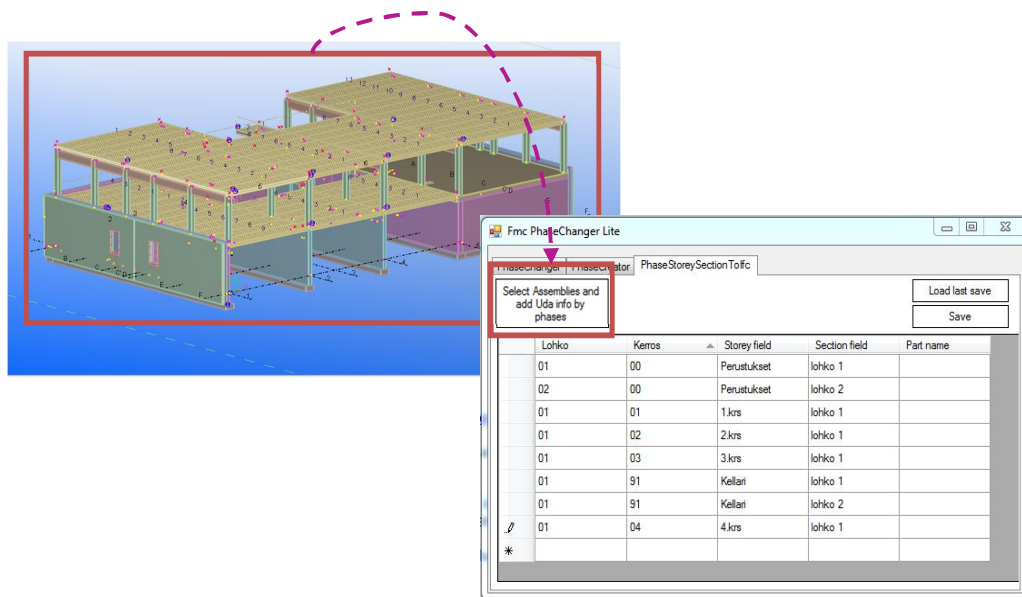 Fmc PhaseChanger Lite
PhaseChanger PhaseCreator PhaseStoreySectionToIfc
Select Assemblies and
add Uda info by
phases
Load last save
Save
Lohko Kerros Storey field Section field Part name
01 00 Perustukset lohko 1
02 00 Perustukset lohko 2
01 01 1.krs lohko 1
01 02 2.krs lohko 1
01 03 3.krs lohko 1
01 91 Kellari lohko 1
01 91 Kellari lohko 2
01 04 4.krs lohko 1